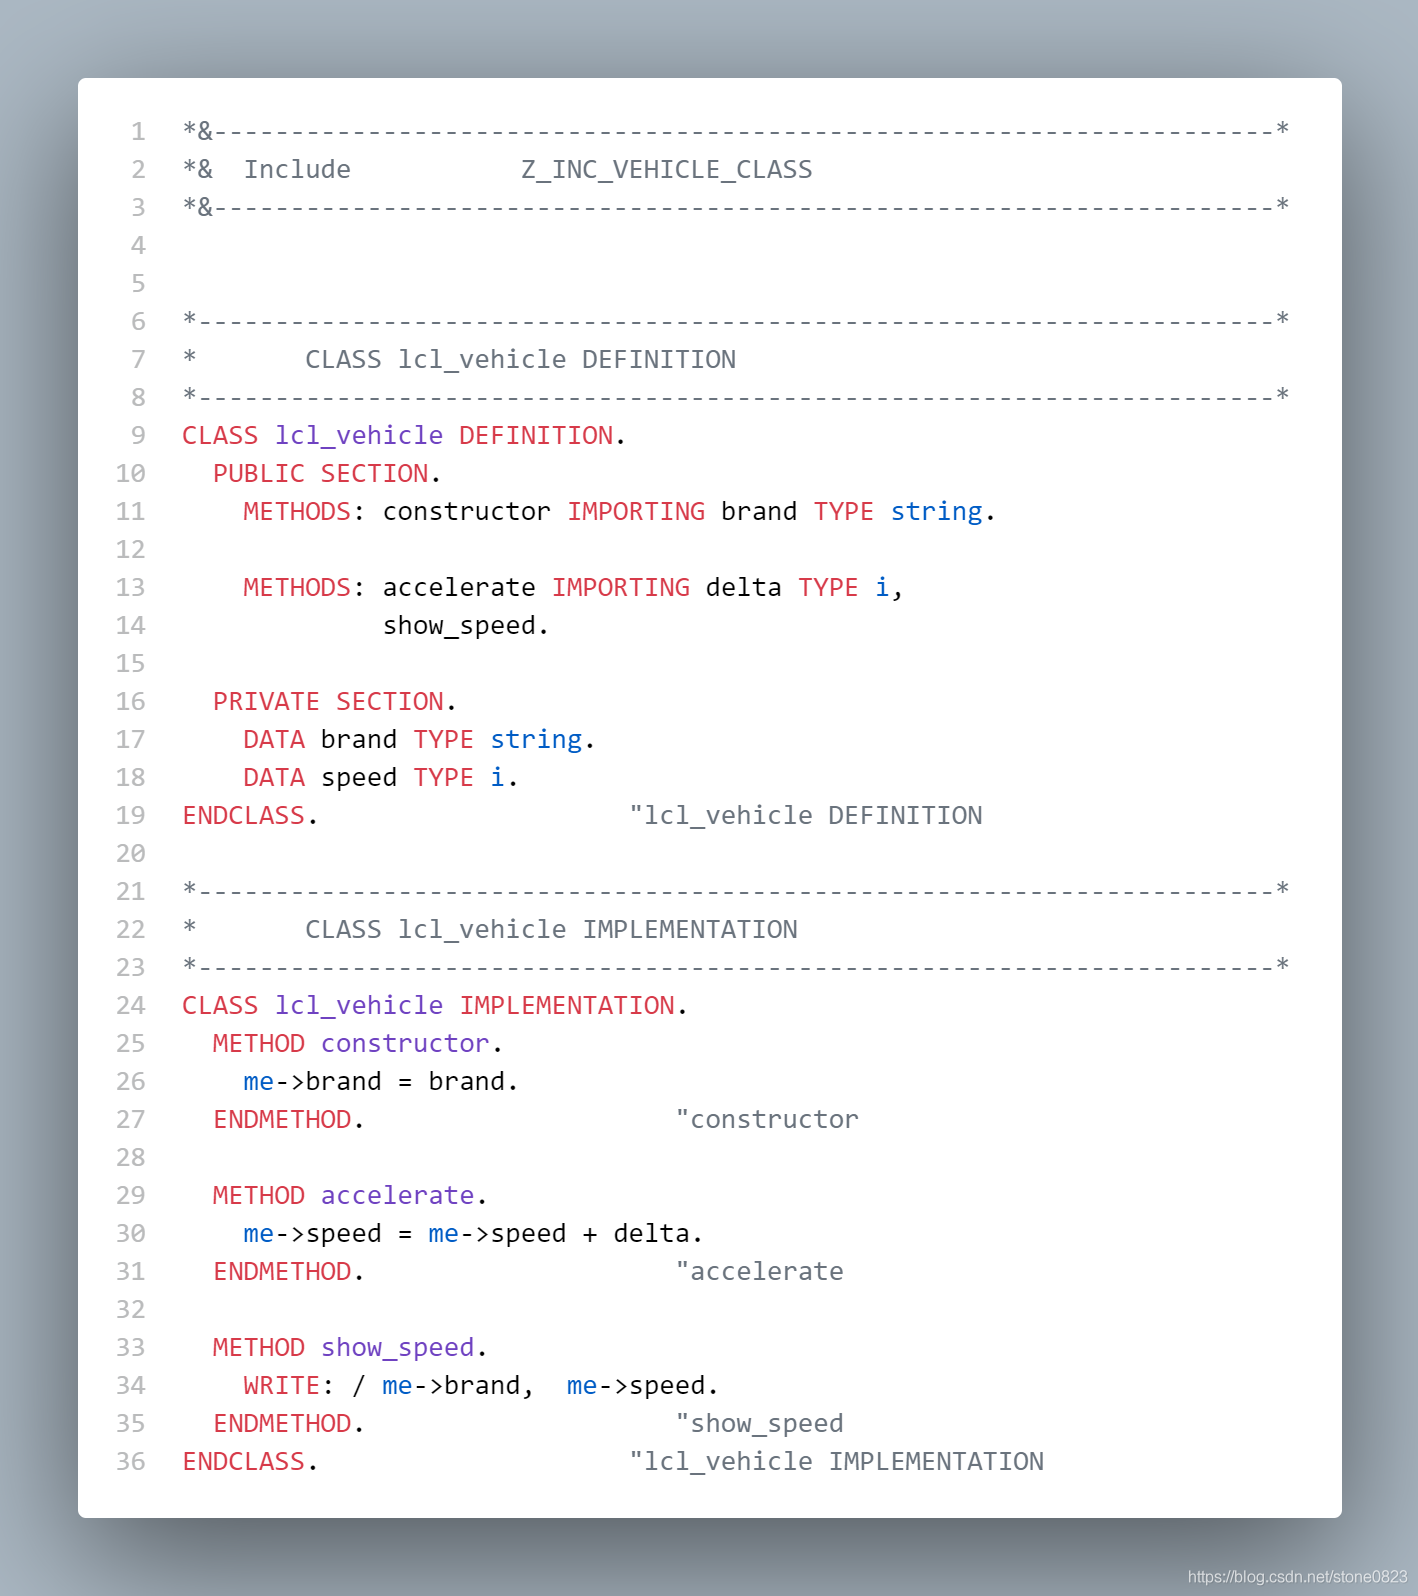 1 *&---------------------------------------------------------------------*
2 *&  Include           Z_INC_VEHICLE_CLASS
3 *&---------------------------------------------------------------------*
4
5
6 *----------------------------------------------------------------------*
7 *       CLASS lcl_vehicle DEFINITION
8 *----------------------------------------------------------------------*
9 CLASS lcl_vehicle DEFINITION.
10   PUBLIC SECTION.
11     METHODS: constructor IMPORTING brand TYPE string.
12
13     METHODS: accelerate IMPORTING delta TYPE i,
14              show_speed.
15
16   PRIVATE SECTION.
17     DATA brand TYPE string.
18     DATA speed TYPE i.
19 ENDCLASS.                    "lcl_vehicle DEFINITION
20
21 *----------------------------------------------------------------------*
22 *       CLASS lcl_vehicle IMPLEMENTATION
23 *----------------------------------------------------------------------*
24 CLASS lcl_vehicle IMPLEMENTATION.
25   METHOD constructor.
26     me->brand = brand.
27   ENDMETHOD.                    "constructor
28
29   METHOD accelerate.
30     me->speed = me->speed + delta.
31   ENDMETHOD.                    "accelerate
32
33   METHOD show_speed.
34     WRITE: / me->brand,  me->speed.
35   ENDMETHOD.                    "show_speed
36 ENDCLASS.                    "lcl_vehicle IMPLEMENTATION
https://blog.csdn.net/stone0823